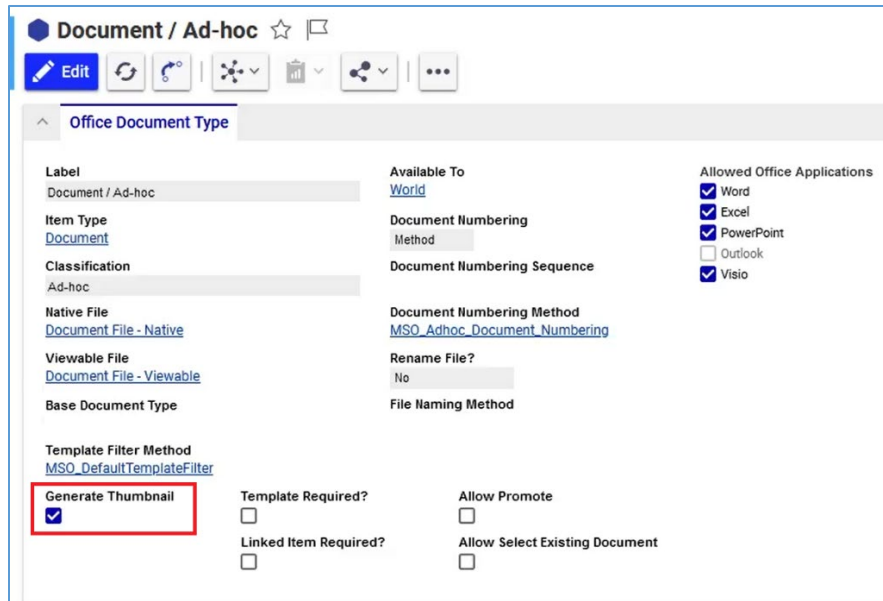 Document / Ad-hoc
Edit
Office Document Type
Label
Document / Ad-hoc
Item Type
Document
Classification
Ad-hoc
Native File
Document File - Native
Viewable File
Document File - Viewable
Base Document Type
Template Filter Method
MSO_DefaultTemplateFilter
Available To
World
Document Numbering
Method
Document Numbering Sequence
Document Numbering Method
MSO_Adhoc_Document_Numbering
Rename File?
No
File Naming Method
Allowed Office Applications
Word
Excel
PowerPoint
Outlook
Visio
Generate Thumbnail
Template Required?
Allow Promote
Linked Item Required?
Allow Select Existing Document